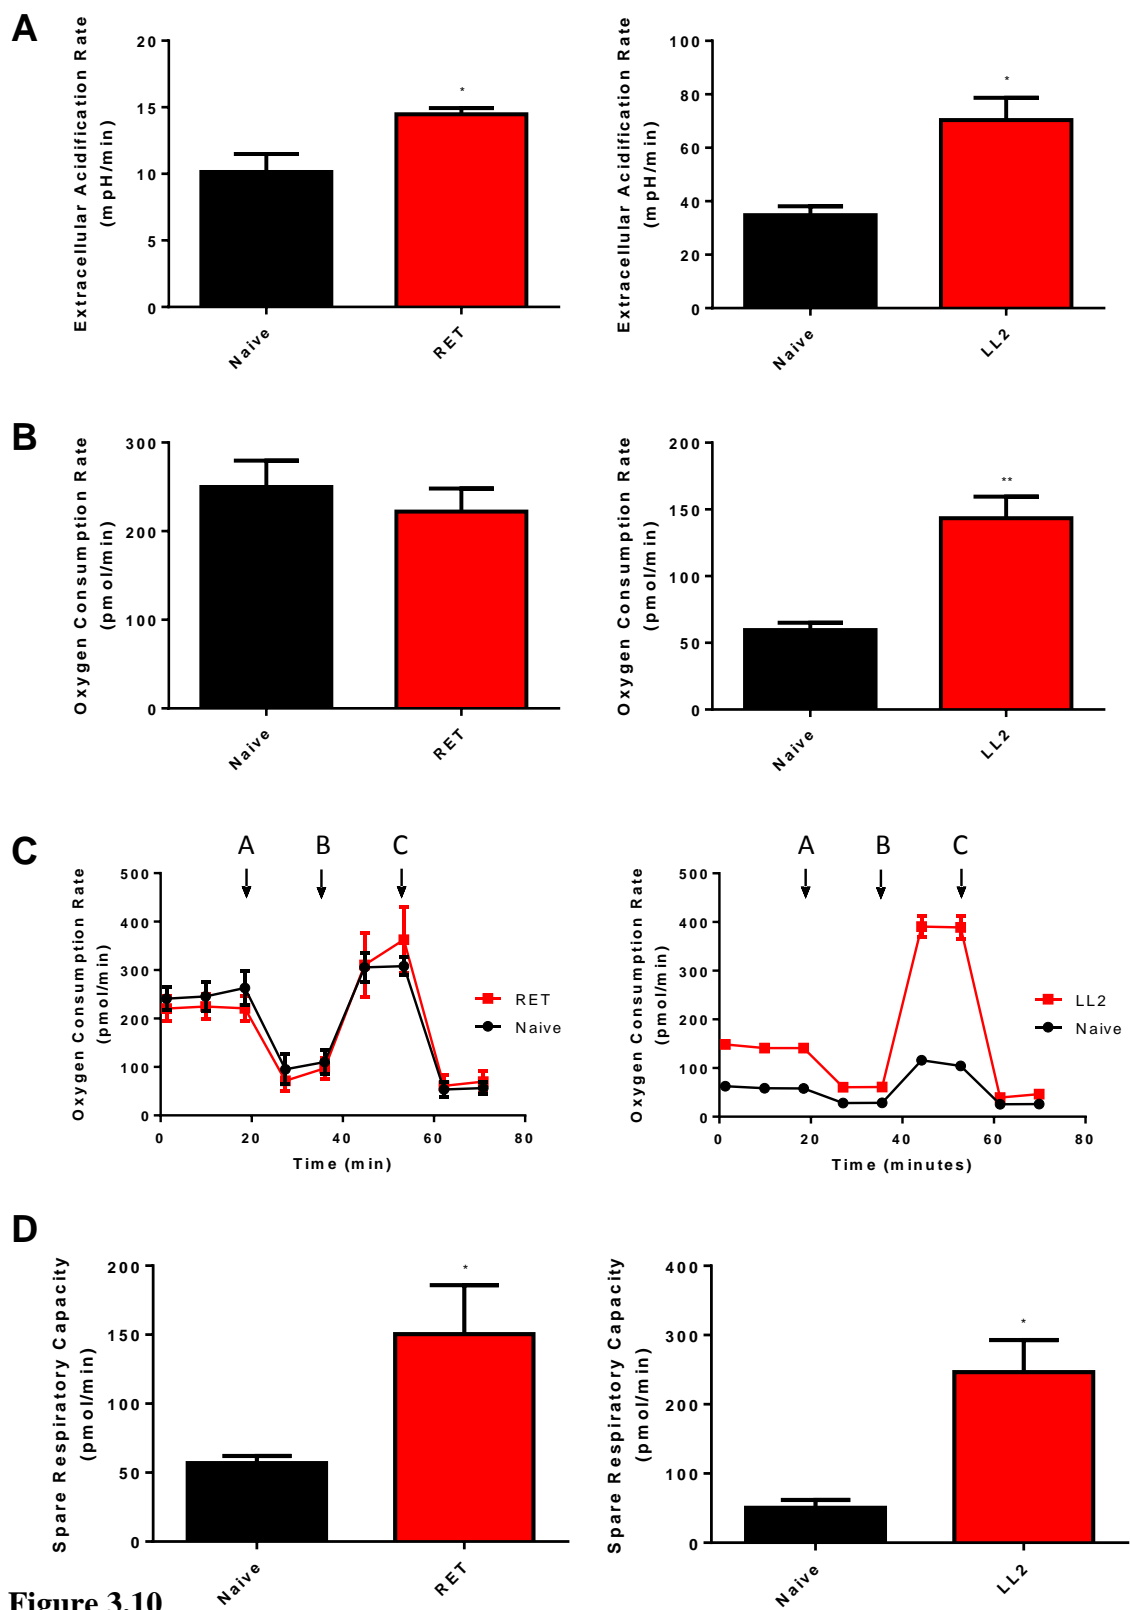 A
Extracellular Acidification Rate
(mpH/min)
20
15
10
5
0
*
Naive
RET
Extracellular Acidification Rate
(mpH/min)
100
80
60
40
20
0
*
Naive
LL2
B
Oxygen Consumption Rate
(pmol/min)
300
200
100
0
Naive
RET
Oxygen Consumption Rate
(pmol/min)
200
150
100
50
0
**
Naive
LL2
C
Oxygen Consumption Rate
(pmol/min)
A B C
500
400
300
200
100
0
0 20 40 60 80
Time (min)
RET
Naive
Oxygen Consumption Rate
(pmol/min)
A B C
500
400
300
200
100
0
0 20 40 60 80
Time (minutes)
LL2
Naive
D
Spare Respiratory Capacity
(pmol/min)
200
150
100
50
0
*
Naive
RET
Spare Respiratory Capacity
(pmol/min)
400
300
200
100
0
*
Naive
LL2
Figure 3.10